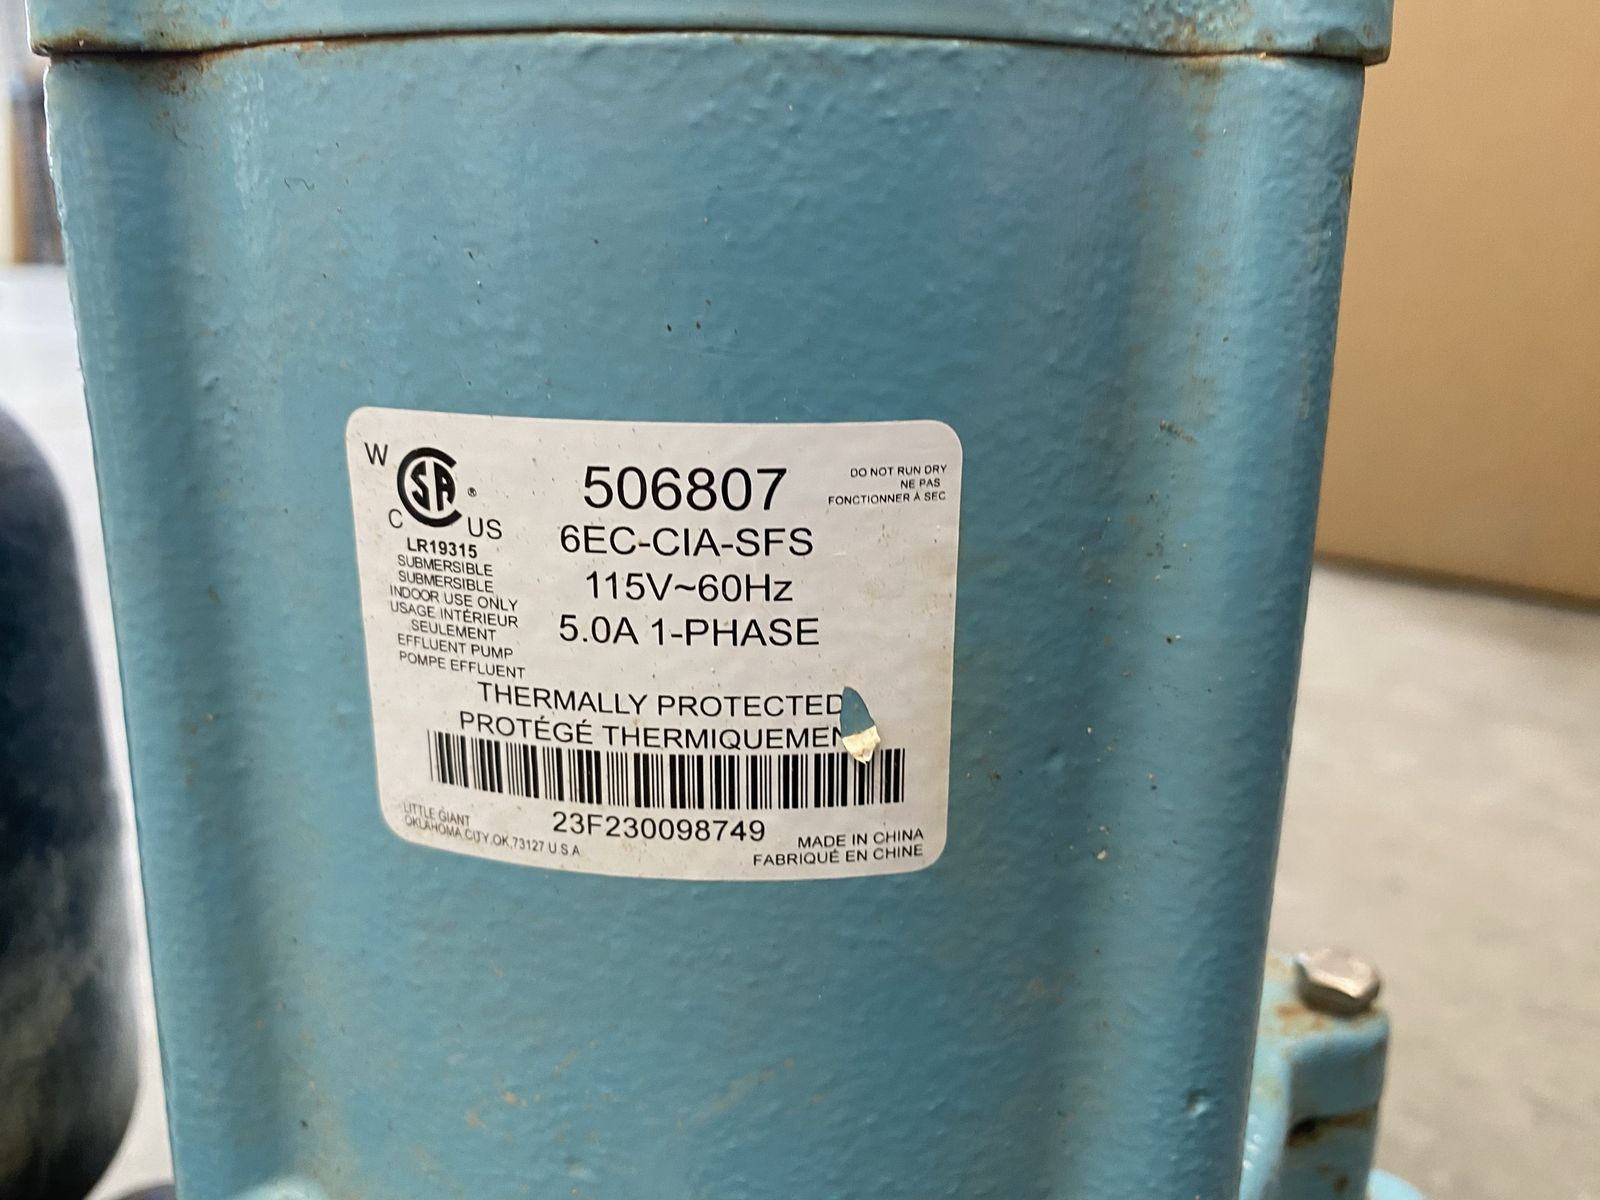 W
CSA®
C US
LR19315
SUBMERSIBLE
SUBMERSIBLE
INDOOR USE ONLY
USAGE INTÉRIEUR
SEULEMENT
EFFLUENT PUMP
POMPE EFFLUENT
506807
6EC-CIA-SFS
115V~60Hz
5.0A 1-PHASE
DO NOT RUN DRY
NE PAS
FONCTIONNER À SEC
THERMALLY PROTECTED
PROTÉGÉ THERMIQUEMEN
23F230098749
LITTLE GIANT
OKLAHOMA CITY,OK,73127 U S A
MADE IN CHINA
FABRIQUÉ EN CHINE